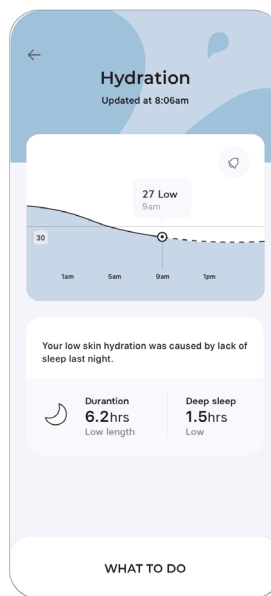 Hydration
Updated at 8:06am
27 Low
9am
30
1am 5am 9am 1pm
Your low skin hydration was caused by lack of
sleep last night.
Durantion
6.2hrs
Low length
Deep sleep
1.5hrs
Low
WHAT TO DO